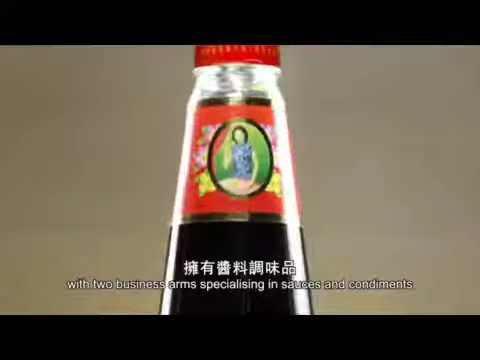 擁有醬料調味品
with two business arms specialising in sauces and condiments